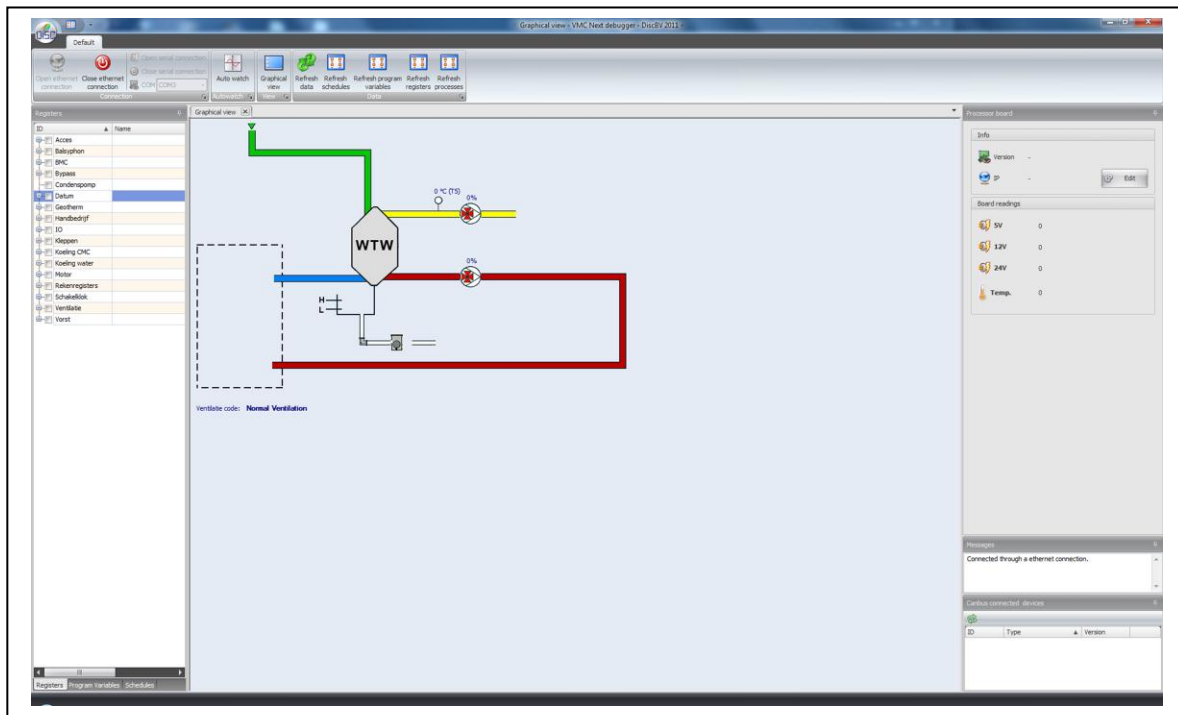 Graphical view - VMC Next debugger - DiscBV 2011 -
DISC
Default
Open ethernet connection
Close ethernet connection
Open serial connection
Close serial connection
COM COM3
Auto watch
Graphical view
Refresh data
Refresh schedules
Refresh program variables
Refresh registers
Refresh processes
Connection
Autowatch
View
Data
Registers
ID Name
Acces
Balsyphon
BMC
Bypass
Condenspomp
Datum
Geotherm
Handbedrijf
IO
Kleppen
Koeling CMC
Koeling water
Motor
Rekenregisters
Schakelklok
Ventilatie
Vorst
Registers Program Variables Schedules
Graphical view
0 °C (T5)
0%
WTW
0%
H
L
Ventilatie code: Normal Ventilation
Processor board
Info
Version -
IP - Edit
Board readings
5V 0
12V 0
24V 0
Temp. 0
Messages
Connected through a ethernet connection.
Canbus connected devices
ID Type Version